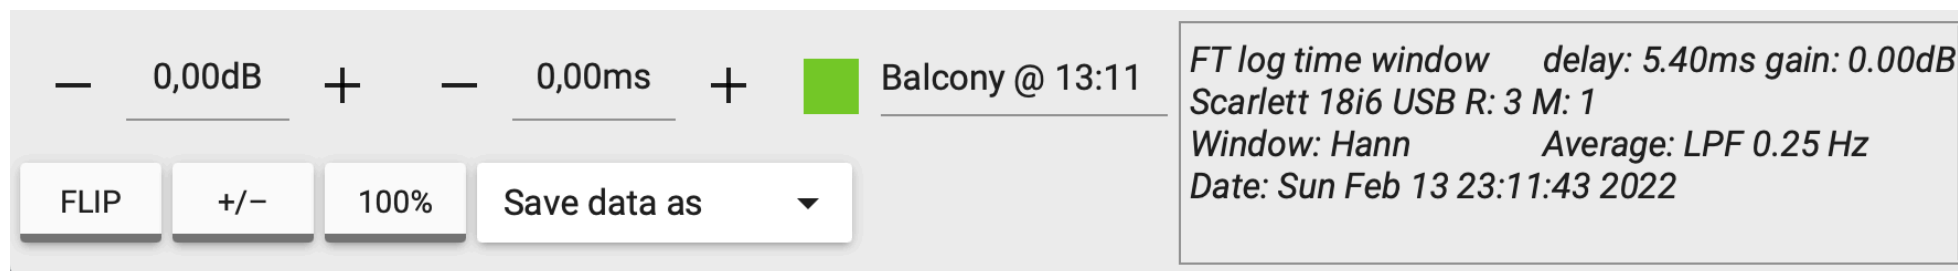 — 0,00dB + — 0,00ms + Balcony @ 13:11
FLIP +/− 100% Save data as
FT log time window delay: 5.40ms gain: 0.00dB
Scarlett 18i6 USB R: 3 M: 1
Window: Hann Average: LPF 0.25 Hz
Date: Sun Feb 13 23:11:43 2022